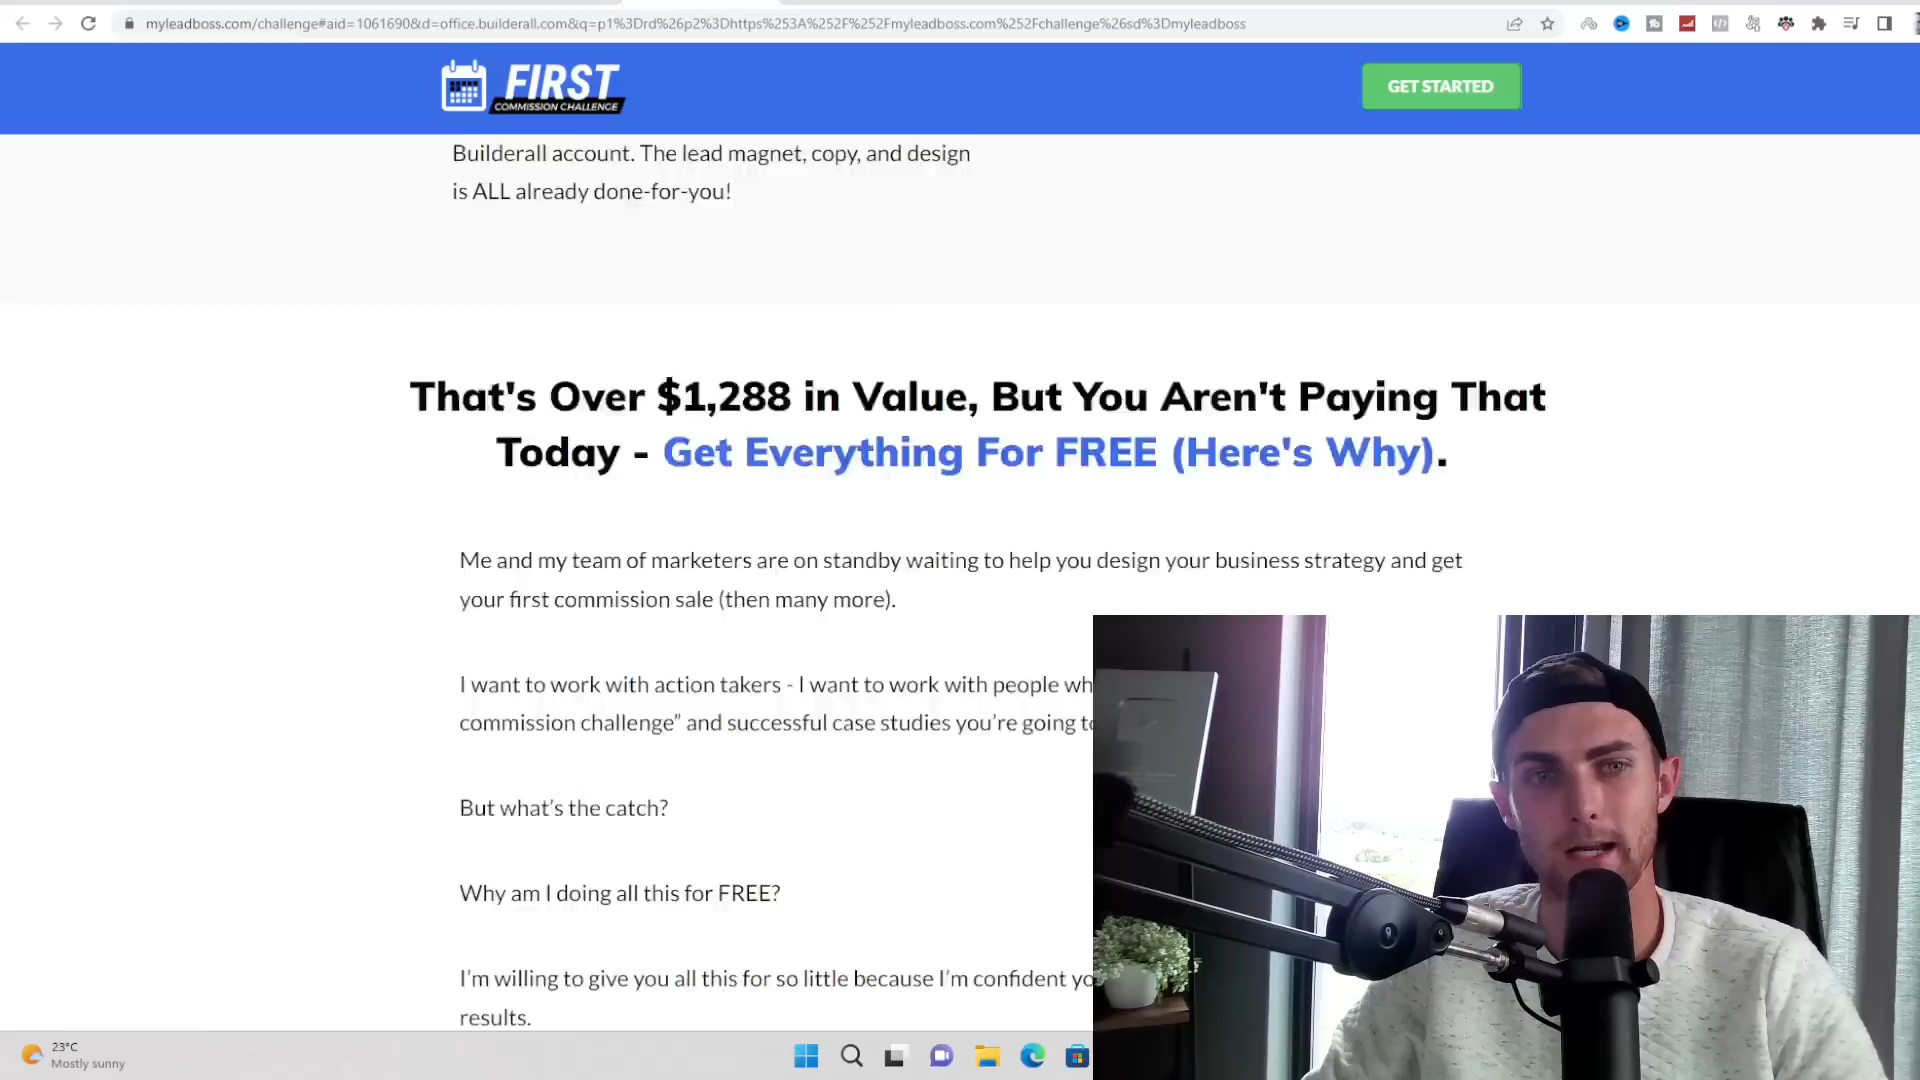 myleadboss.com/challenge#aid=1061690&d=office.builderall.com&q=p1%3Drd%26p2%3Dhttps%253A%252F%252Fmyleadboss.com%252Fchallenge%26sd%3Dmyleadboss
FIRST
COMMISSION CHALLENGE
GET STARTED
Builderall account. The lead magnet, copy, and design
is ALL already done-for-you!
That's Over $1,288 in Value, But You Aren't Paying That
Today - Get Everything For FREE (Here's Why).
Me and my team of marketers are on standby waiting to help you design your business strategy and get
your first commission sale (then many more).
I want to work with action takers - I want to work with people wh
commission challenge” and successful case studies you’re going to
But what’s the catch?
Why am I doing all this for FREE?
I’m willing to give you all this for so little because I’m confident yo
results.
23°C
Mostly sunny